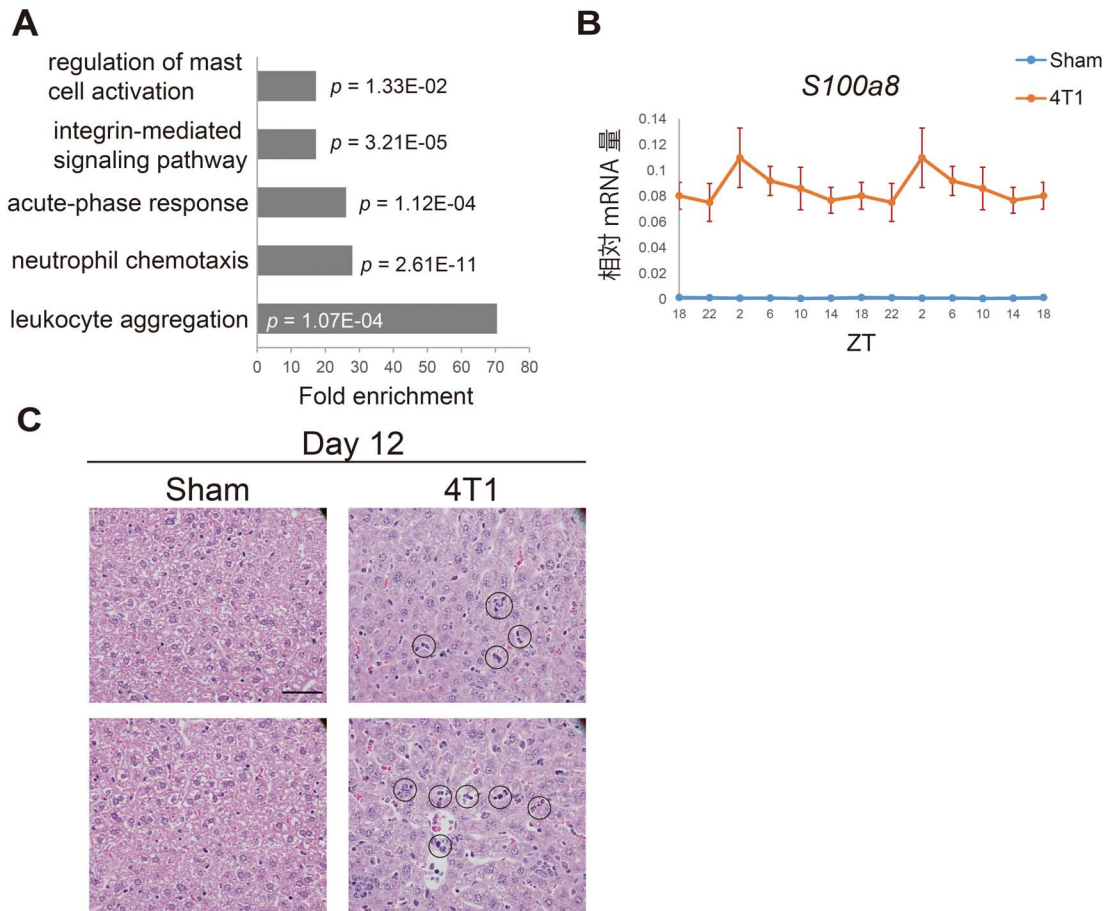 A
regulation of mast
cell activation
p = 1.33E-02
integrin-mediated
signaling pathway
p = 3.21E-05
acute-phase response
p = 1.12E-04
neutrophil chemotaxis
p = 2.61E-11
leukocyte aggregation
p = 1.07E-04
0 10 20 30 40 50 60 70 80
Fold enrichment
B
Sham
4T1
S100a8
相対 mRNA 量
0.14
0.12
0.1
0.08
0.06
0.04
0.02
0
18 22 2 6 10 14 18 22 2 6 10 14 18
ZT
C
Day 12
Sham 4T1